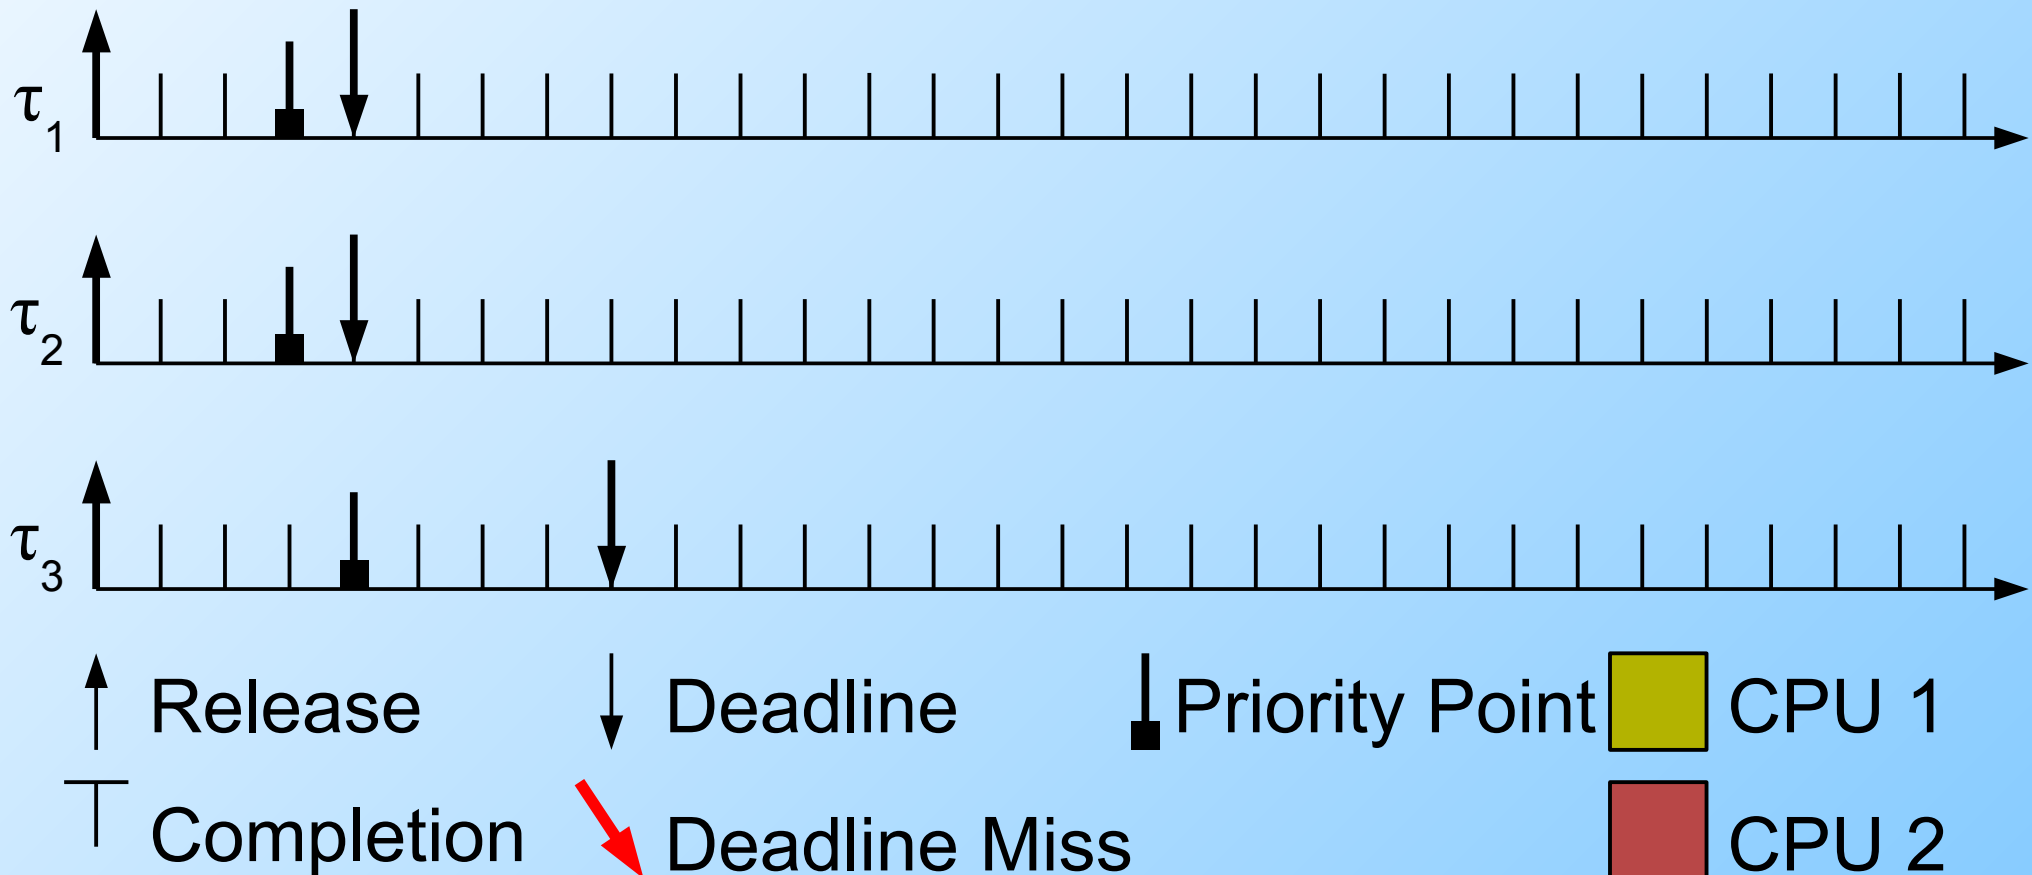 τ1
τ2
τ3
Release
Deadline
Priority Point
CPU 1
Completion
Deadline Miss
CPU 2